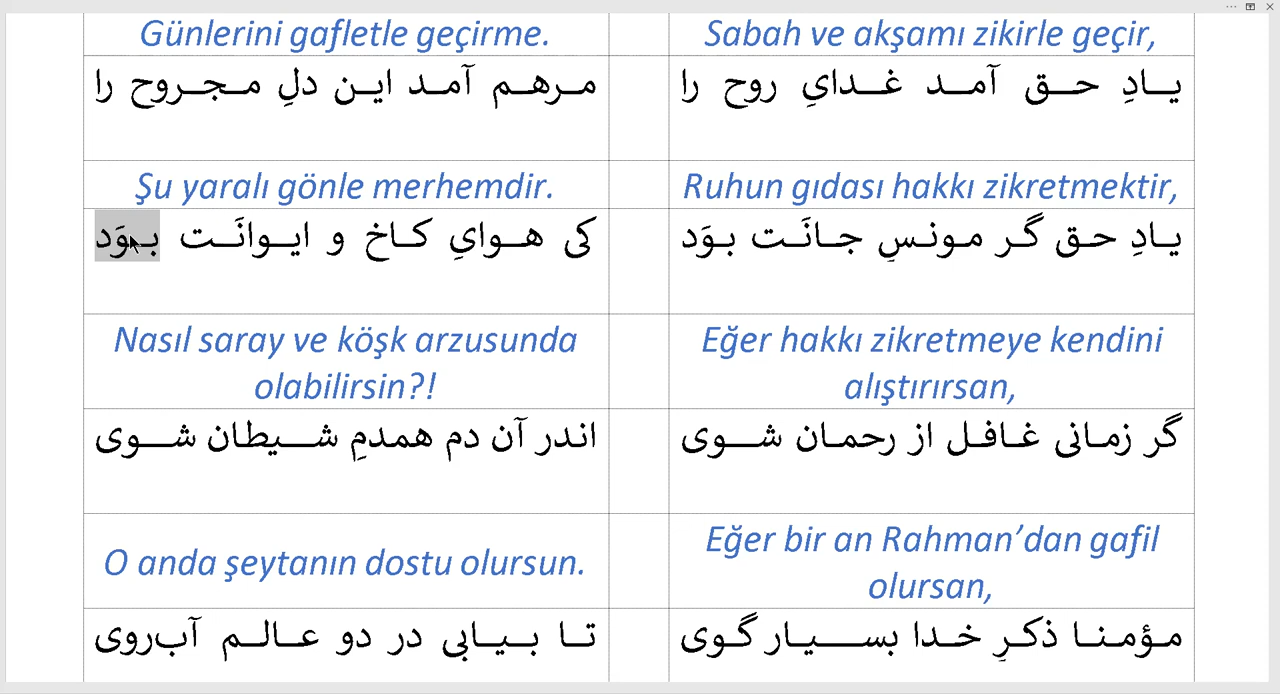 Sabah ve akşamı zikirle geçir,
Günlerini gafletle geçirme.
یادِ حق آمد غدایِ روح را
مرهم آمد این دلِ مجروح را
Ruhun gıdası hakkı zikretmektir,
Şu yaralı gönle merhemdir.
یادِ حق گر مونسِ جانَت بوَد
کی هوایِ کاخ و ایوانَت بوَد
Eğer hakkı zikretmeye kendini
alıştırırsan,
Nasıl saray ve köşk arzusunda
olabilirsin?!
گر زمانی غافل از رحمان شوی
اندر آن دم همدمِ شیطان شوی
Eğer bir an Rahman’dan gafil
olursan,
O anda şeytanın dostu olursun.
مؤمنا ذکرِ خدا بسیار گوی
تا بیابی در دو عالم آب‌روی